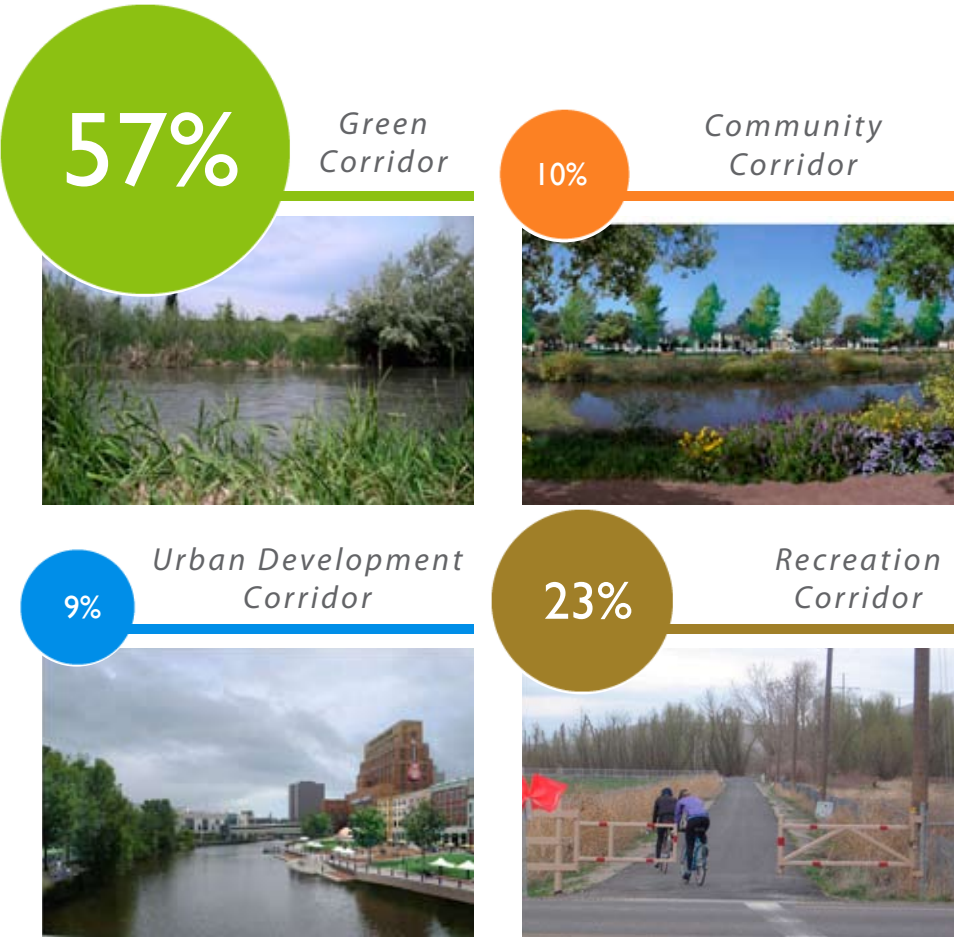 57%
Green
Corridor
10%
Community
Corridor
9%
Urban Development
Corridor
23%
Recreation
Corridor